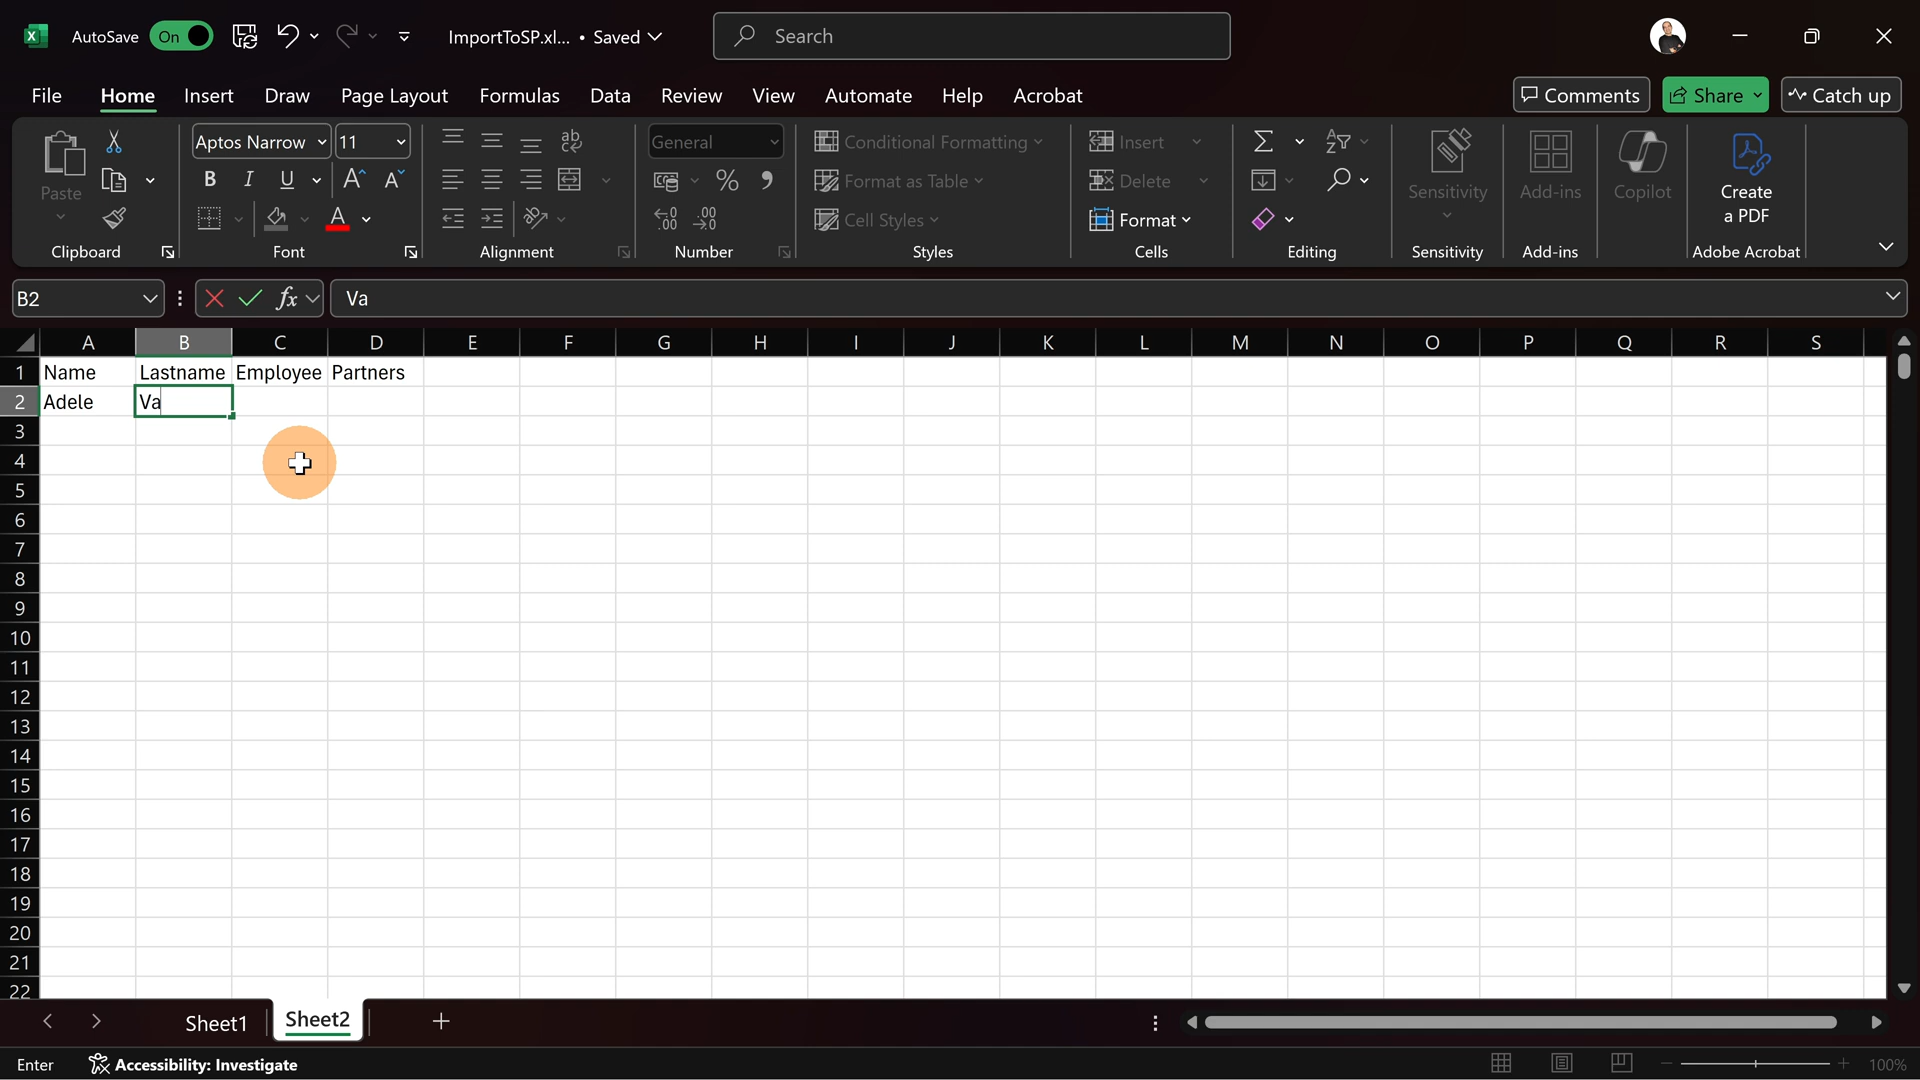 AutoSave On ImportToSP.xl... • Saved Search
File Home Insert Draw Page Layout Formulas Data Review View Automate Help Acrobat Comments Share Catch up
Paste
Clipboard
Aptos Narrow 11
B I U A A
A
Font
ab
Alignment
General
% 9
.00
Number
Conditional Formatting
Format as Table
Cell Styles
Styles
Insert
Delete
Format
Cells
Editing
Sensitivity
Sensitivity
Add-ins
Add-ins
Copilot
Create
a PDF
Adobe Acrobat
B2 fx Va
A B C D E F G H I J K L M N O P Q R S
1 Name Lastname Employee Partners
2 Adele Va
3
4
5
6
7
8
9
10
11
12
13
14
15
16
17
18
19
20
21
22
Sheet1 Sheet2
Enter Accessibility: Investigate 100%